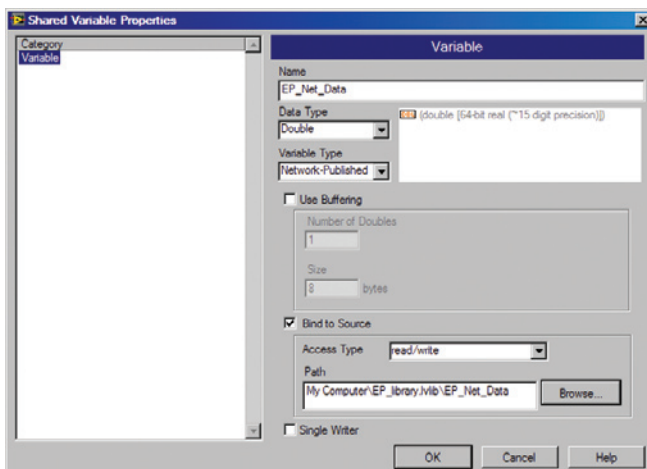 Shared Variable Properties
Category
Variable
Variable
Name
EP_Net_Data
Data Type
Double
(double [64-bit real (~15 digit precision)])
Variable Type
Network-Published
Use Buffering
Number of Doubles
1
Size
8 bytes
Bind to Source
Access Type read/write
Path
My Computer\EP_library.lvlib\EP_Net_Data Browse...
Single Writer
OK Cancel Help